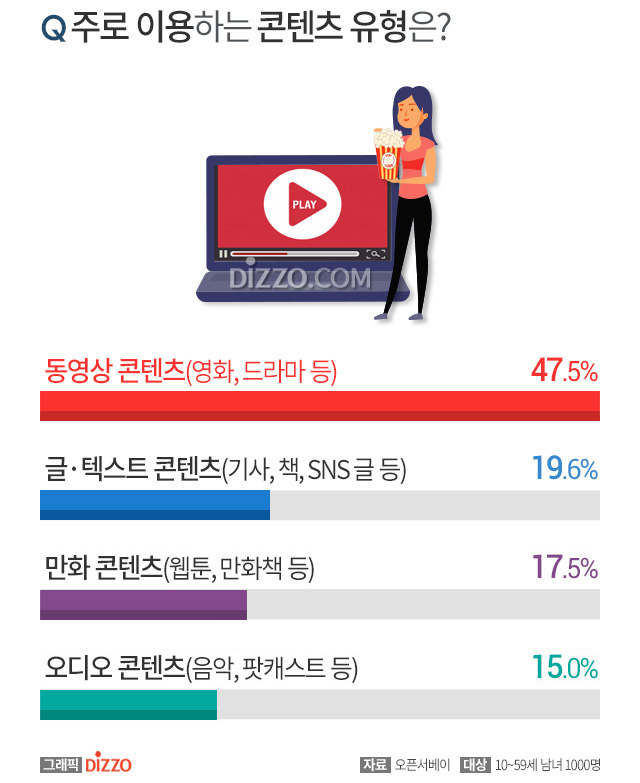 Q 주로 이용하는 콘텐츠 유형은?
PLAY
DIZZO.COM
동영상 콘텐츠(영화, 드라마 등) 47.5%
글·텍스트 콘텐츠(기사, 책, SNS 글 등) 19.6%
만화 콘텐츠(웹툰, 만화책 등) 17.5%
오디오 콘텐츠(음악, 팟캐스트 등) 15.0%
그래픽 DIZZO 자료 오픈서베이 대상 10~59세 남녀 1000명